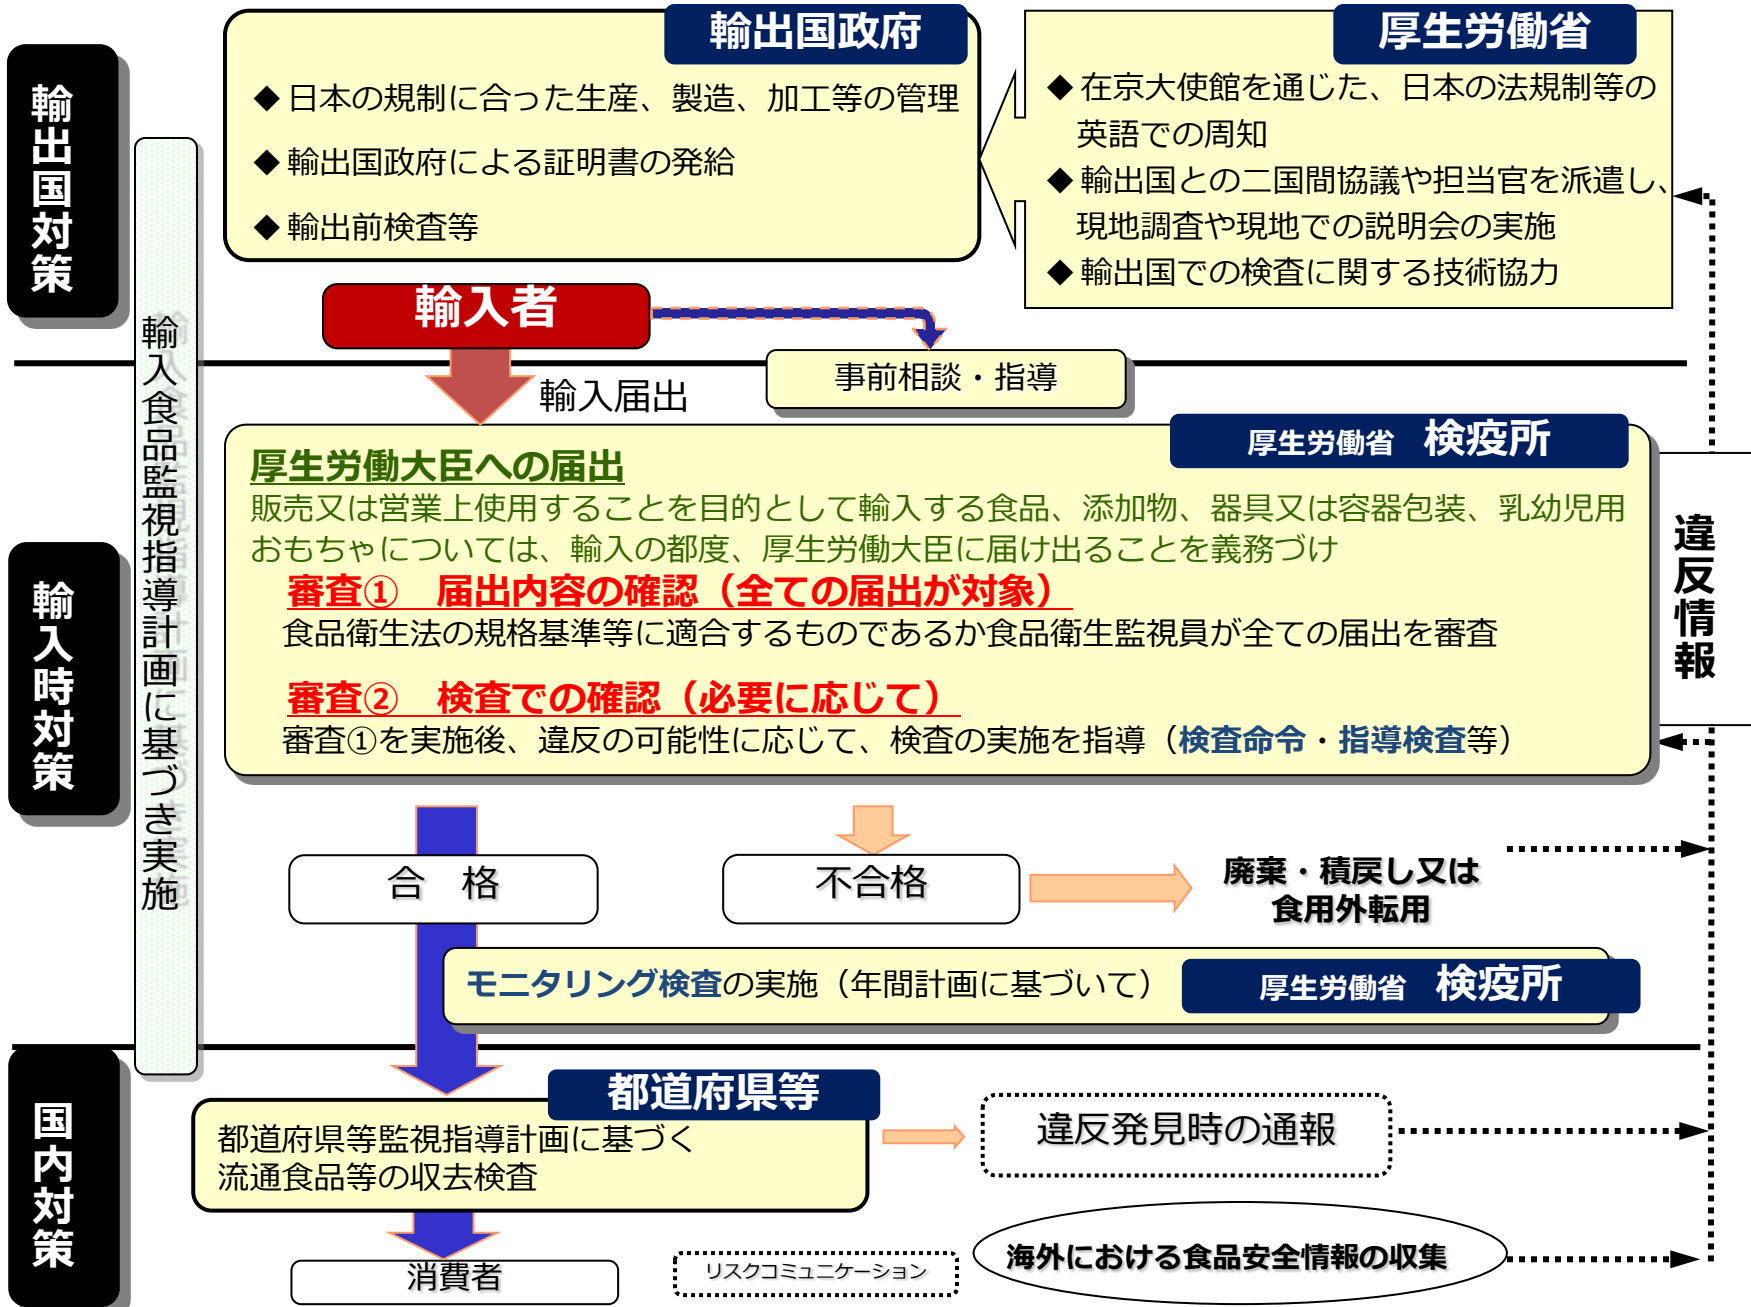 輸出国対策
輸出国政府
◆ 日本の規制に合った生産、製造、加工等の管理
◆ 輸出国政府による証明書の発給
◆ 輸出前検査等
厚生労働省
◆ 在京大使館を通じた、日本の法規制等の
英語での周知
◆ 輸出国との二国間協議や担当官を派遣し、
現地調査や現地での説明会の実施
◆ 輸出国での検査に関する技術協力
輸入食品監視指導計画に基づき実施
輸入者
事前相談・指導
輸入届出
輸入時対策
厚生労働省 検疫所
厚生労働大臣への届出
販売又は営業上使用することを目的として輸入する食品、添加物、器具又は容器包装、乳幼児用
おもちゃについては、輸入の都度、厚生労働大臣に届け出ることを義務づけ
審査① 届出内容の確認（全ての届出が対象）
食品衛生法の規格基準等に適合するものであるか食品衛生監視員が全ての届出を審査
審査② 検査での確認（必要に応じて）
審査①を実施後、違反の可能性に応じて、検査の実施を指導（検査命令・指導検査等）
違反情報
合 格
不合格
廃棄・積戻し又は
食用外転用
モニタリング検査の実施（年間計画に基づいて）
厚生労働省 検疫所
国内対策
都道府県等
都道府県等監視指導計画に基づく
流通食品等の収去検査
違反発見時の通報
消費者
リスクコミュニケーション
海外における食品安全情報の収集